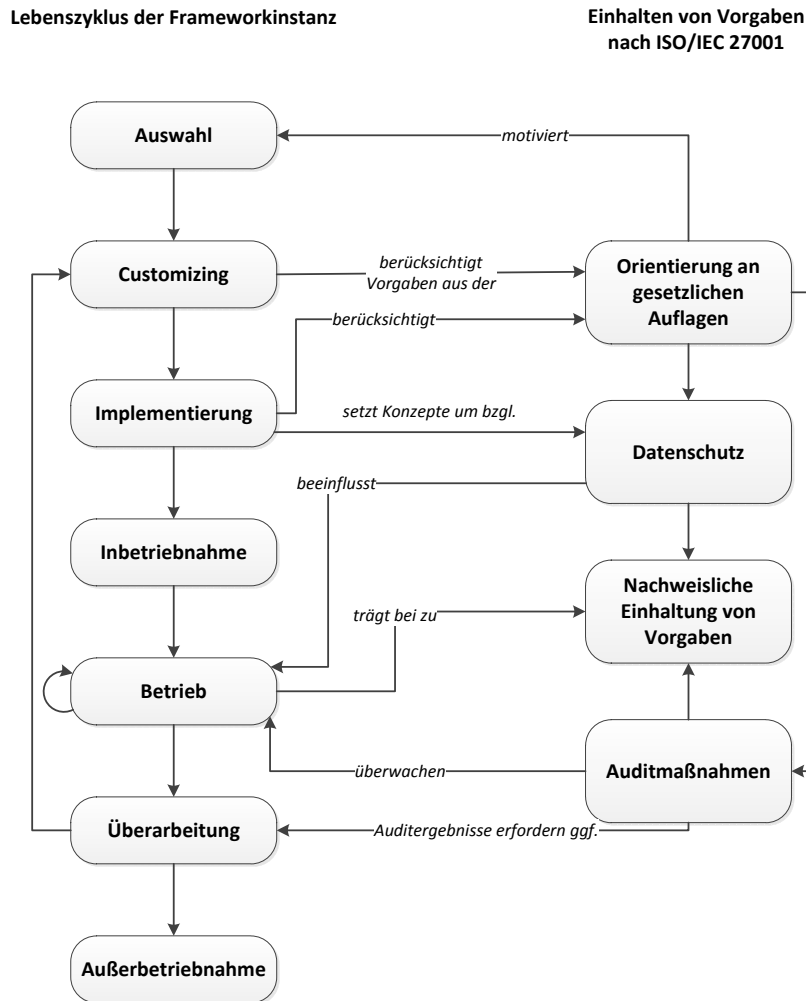 Lebenszyklus der Frameworkinstanz
Einhalten von Vorgaben
nach ISO/IEC 27001
Auswahl
motiviert
Customizing
berücksichtigt
Vorgaben aus der
Orientierung an
gesetzlichen
Auflagen
berücksichtigt
Implementierung
setzt Konzepte um bzgl.
Datenschutz
beeinflusst
Inbetriebnahme
Nachweisliche
Einhaltung von
Vorgaben
trägt bei zu
Betrieb
überwachen
Auditmaßnahmen
Überarbeitung
Auditergebnisse erfordern ggf.
Außerbetriebnahme